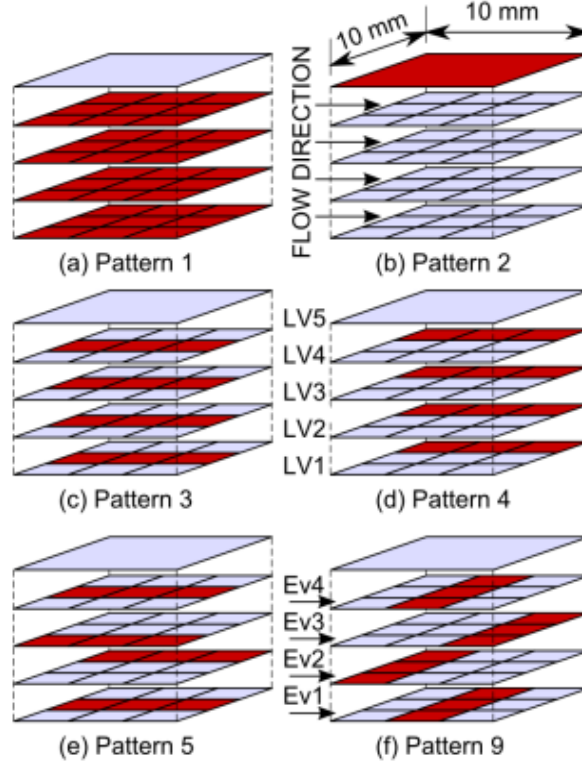 10 mm
10 mm
FLOW DIRECTION
(a) Pattern 1
(b) Pattern 2
LV5
LV4
LV3
LV2
LV1
(c) Pattern 3
(d) Pattern 4
Ev4
Ev3
Ev2
Ev1
(e) Pattern 5
(f) Pattern 9